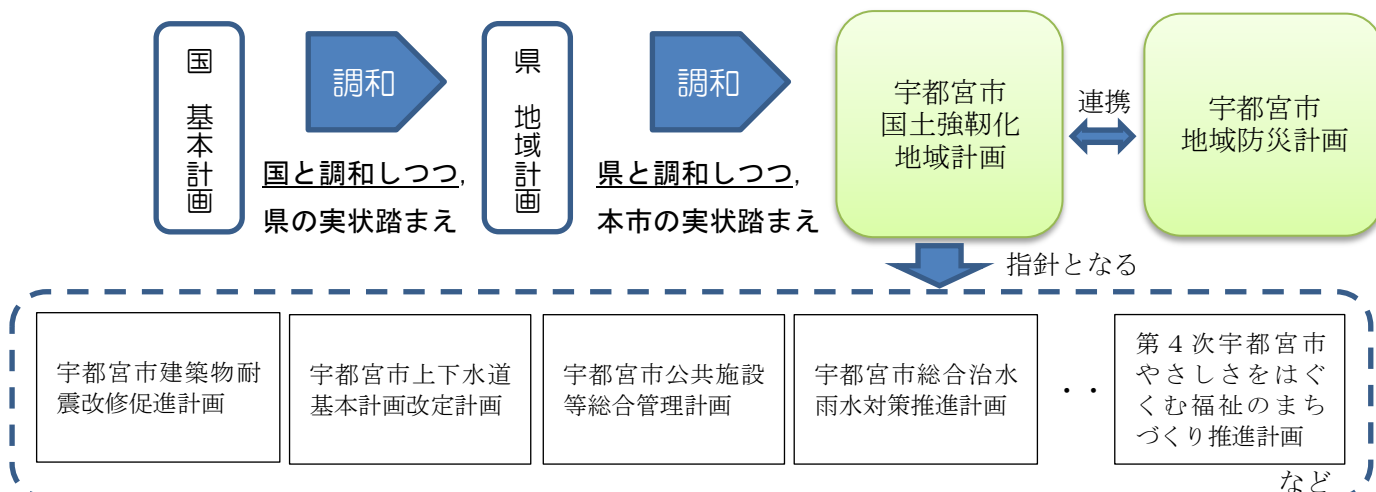 国 基本計画
調和
国と調和しつつ，
県の実状踏まえ
県 地域計画
調和
県と調和しつつ，
本市の実状踏まえ
宇都宮市
国土強靱化
地域計画
連携
宇都宮市
地域防災計画
指針となる
宇都宮市建築物耐
震改修促進計画
宇都宮市上下水道
基本計画改定計画
宇都宮市公共施設
等総合管理計画
宇都宮市総合治水
雨水対策推進計画
・・
第４次宇都宮市
やさしさをはぐ
くむ福祉のまち
づくり推進計画
など